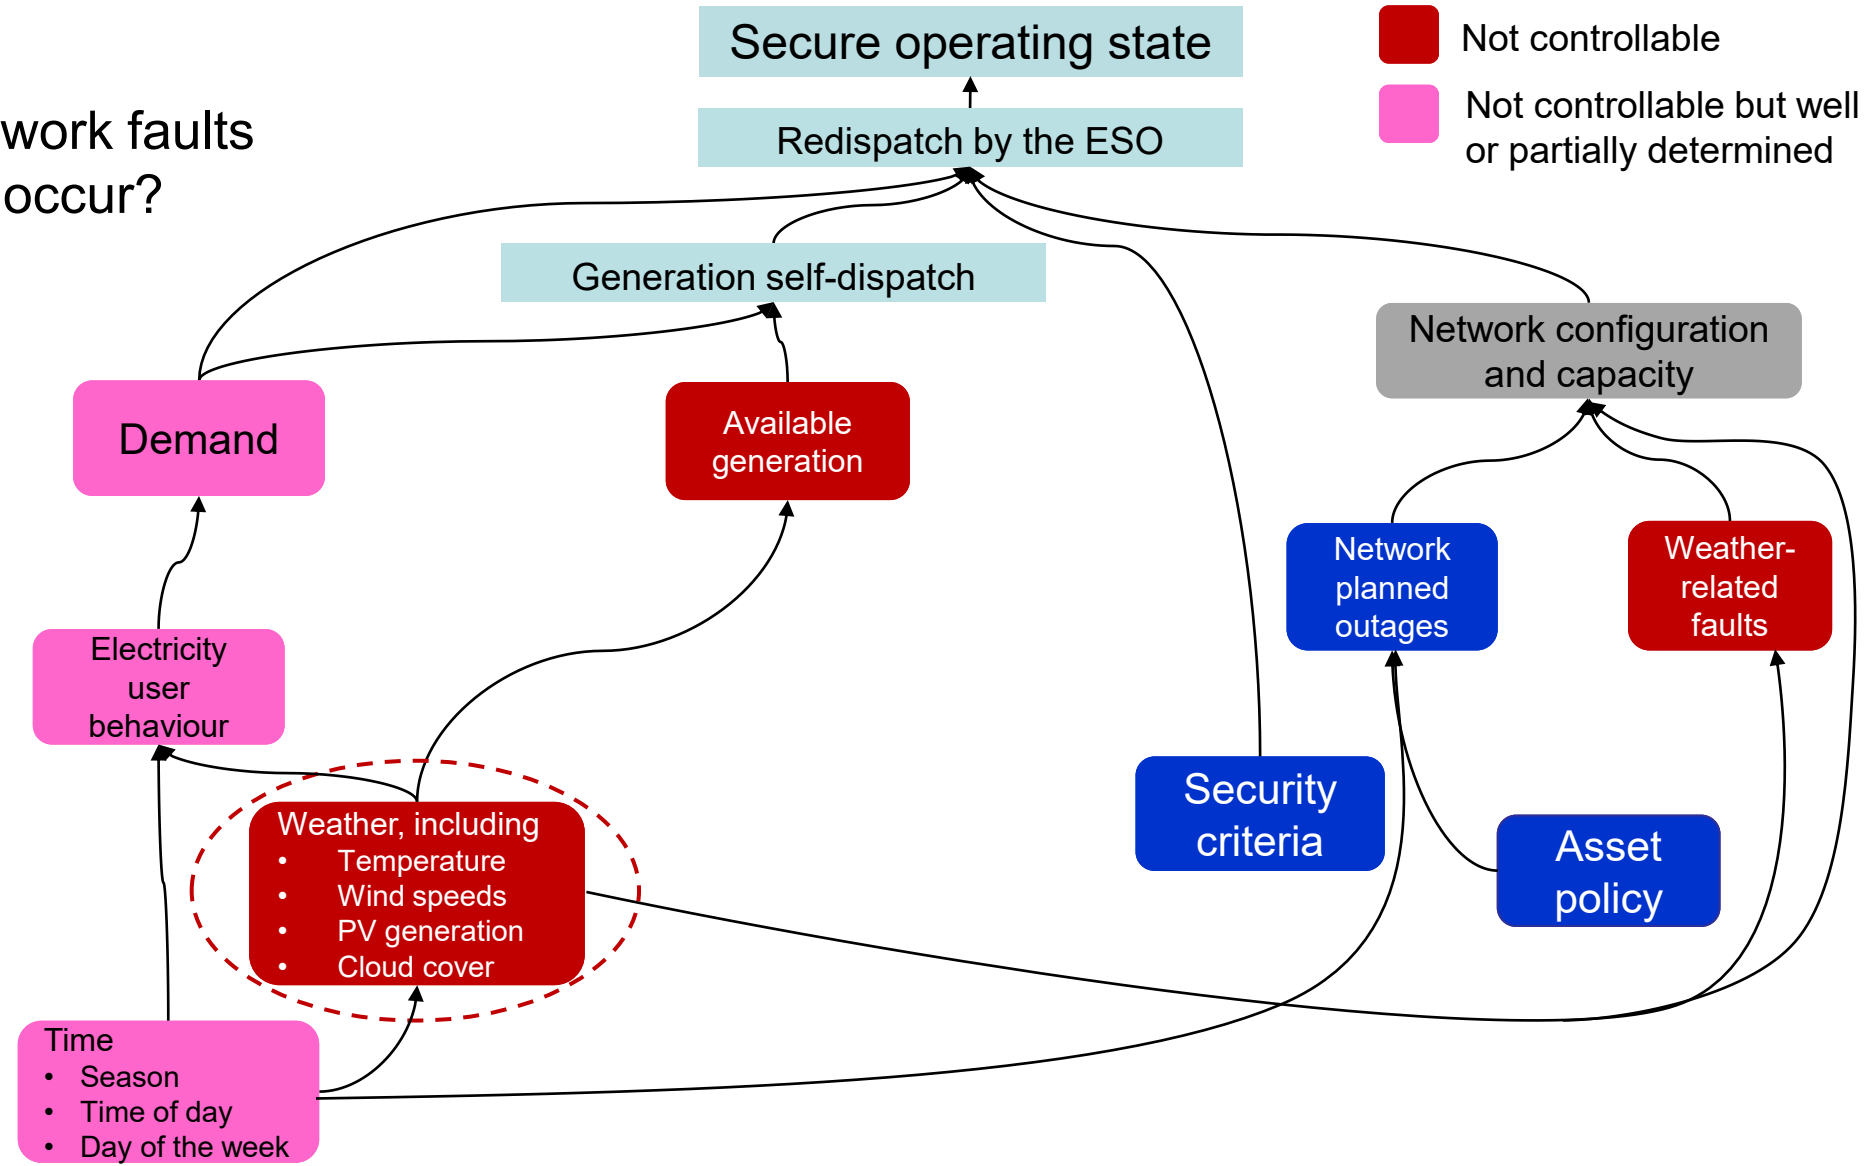 Secure operating state
Not controllable
Not controllable but well
or partially determined
work faults
occur?
Redispatch by the ESO
Generation self-dispatch
Network configuration
and capacity
Demand
Available
generation
Network
planned
outages
Weather-
related
faults
Electricity
user
behaviour
Security
criteria
Asset
policy
Weather, including
• Temperature
• Wind speeds
• PV generation
• Cloud cover
Time
• Season
• Time of day
• Day of the week